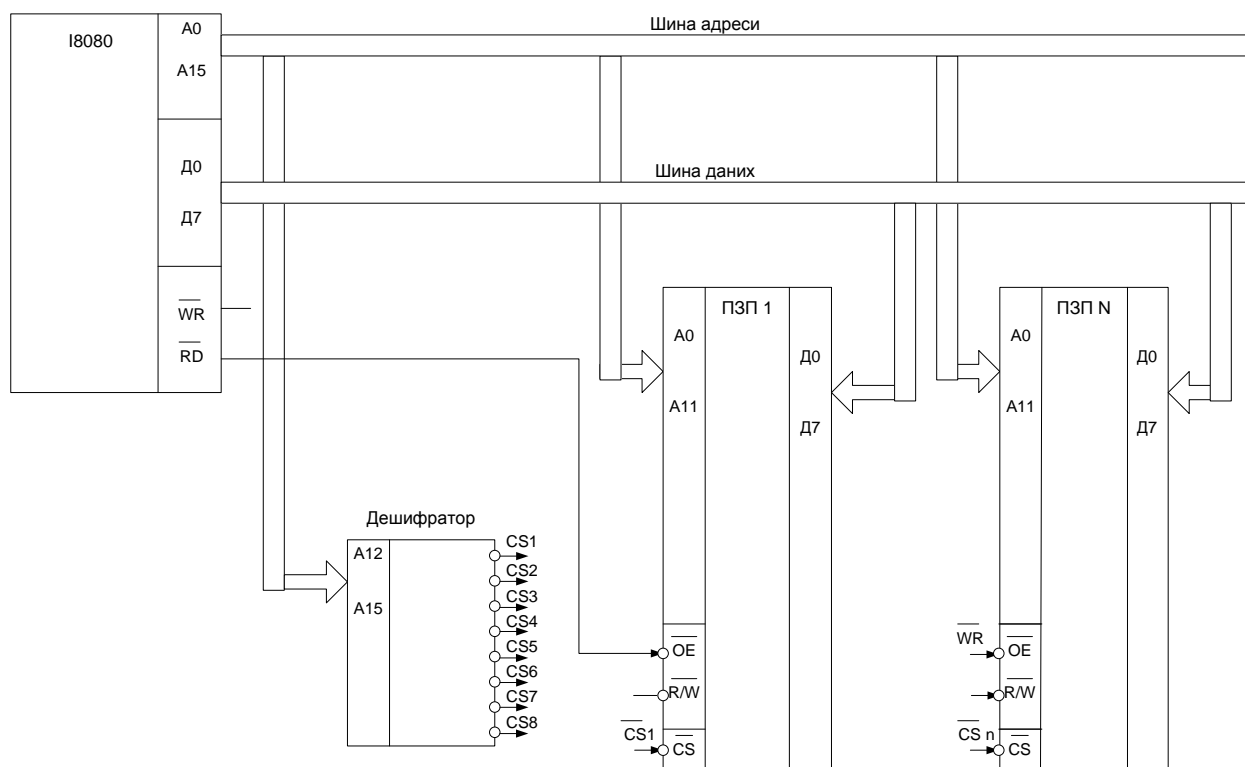 Шина адреси
I8080
A0
A15
Шина даних
Д0
Д7
WR
RD
ПЗП 1
A0
A11
Д0
Д7
OE
R/W
CS1
CS
ПЗП N
A0
A11
Д0
Д7
WR
OE
R/W
CS n
CS
Дешифратор
A12
A15
CS1
CS2
CS3
CS4
CS5
CS6
CS7
CS8